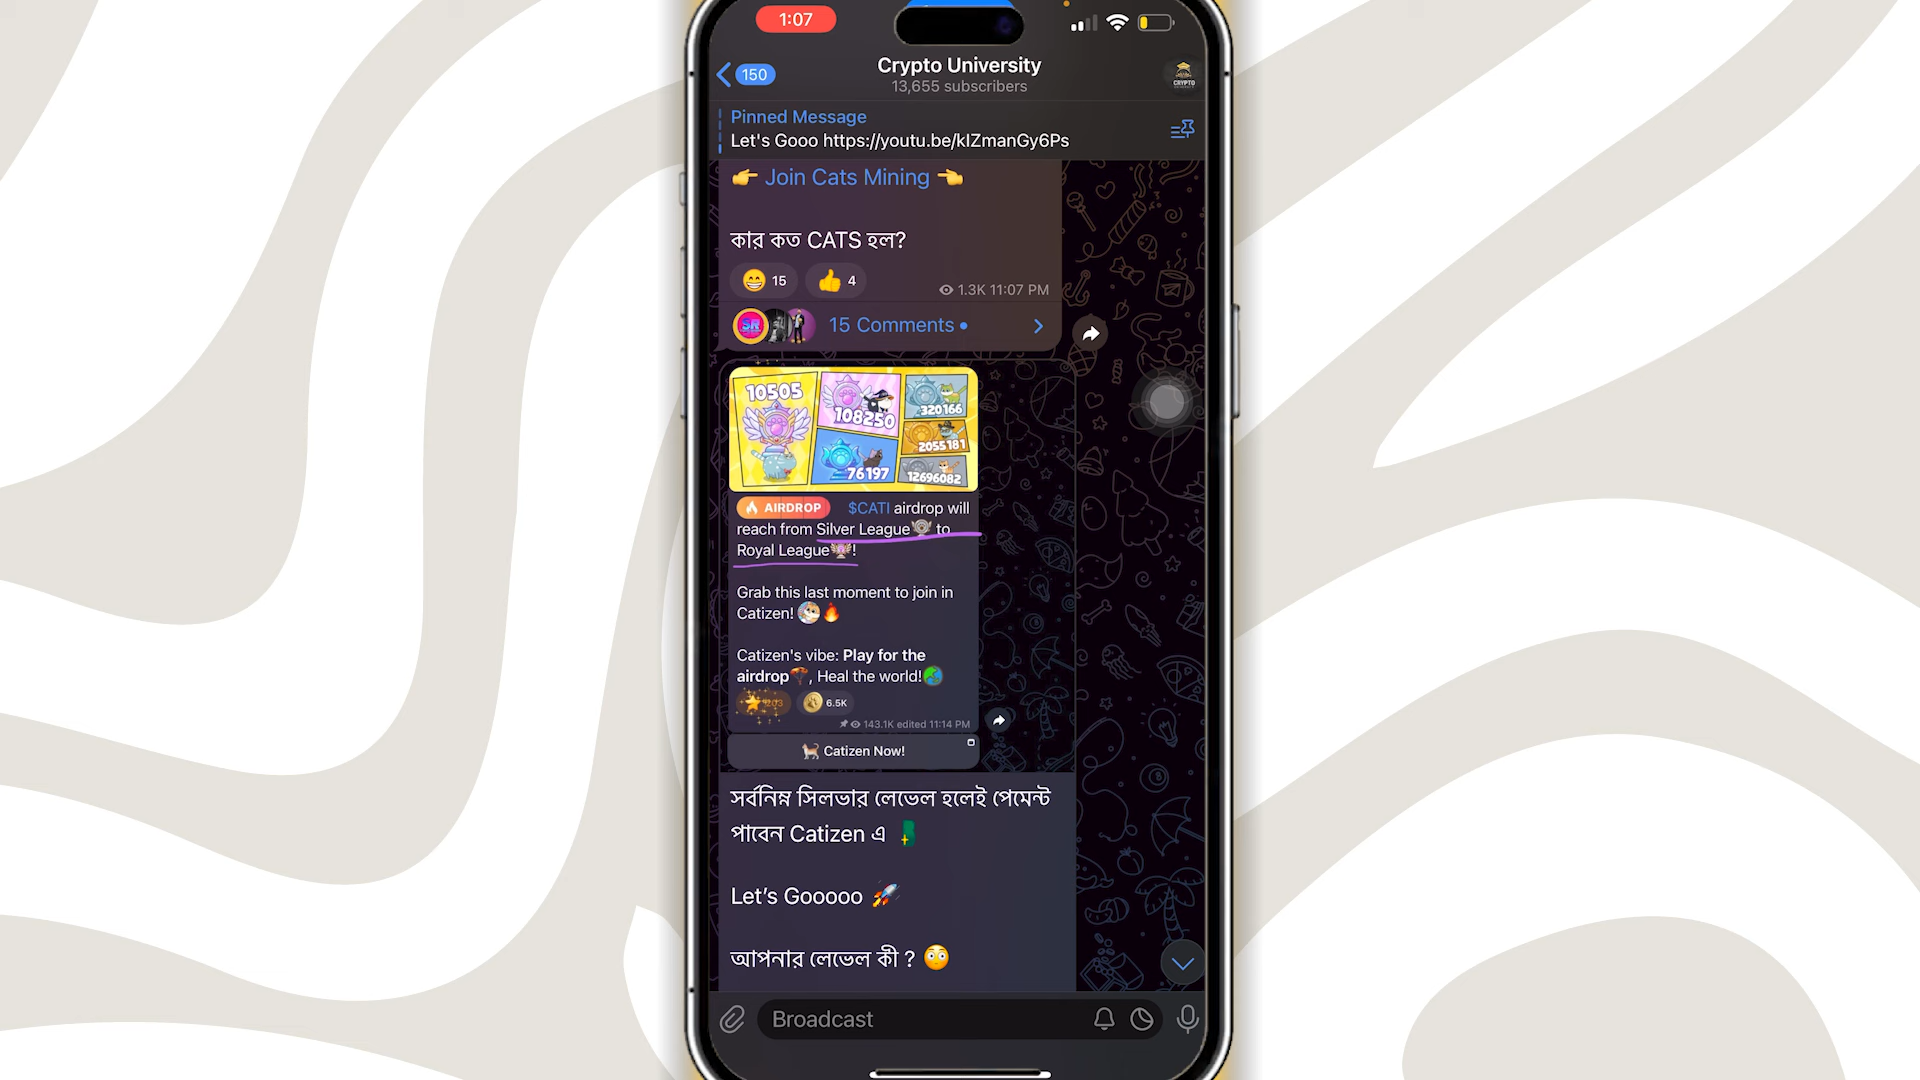 1:07
150
Crypto University
13,655 subscribers
CRYPTO
Pinned Message
Let's Gooo https://youtu.be/kIZmanGy6Ps
👉 Join Cats Mining 👈
কার কত CATS হল?
😁 15 👍 4
1.3K 11:07 PM
SR
15 Comments
10505
108250
320166
76197
2055181
12696082
AIRDROP $CATI airdrop will
reach from Silver League to
Royal League!
Grab this last moment to join in
Catizen! 🔥
Catizen's vibe: Play for the
airdrop🪂, Heal the world!🌏
6.5K
143.1K edited 11:14 PM
🐈 Catizen Now!
সর্বনিম্ন সিলভার লেভেল হলেই পেমেন্ট
পাবেন Catizen এ
Let’s Gooooo 🚀
আপনার লেভেল কী ? 😳
Broadcast